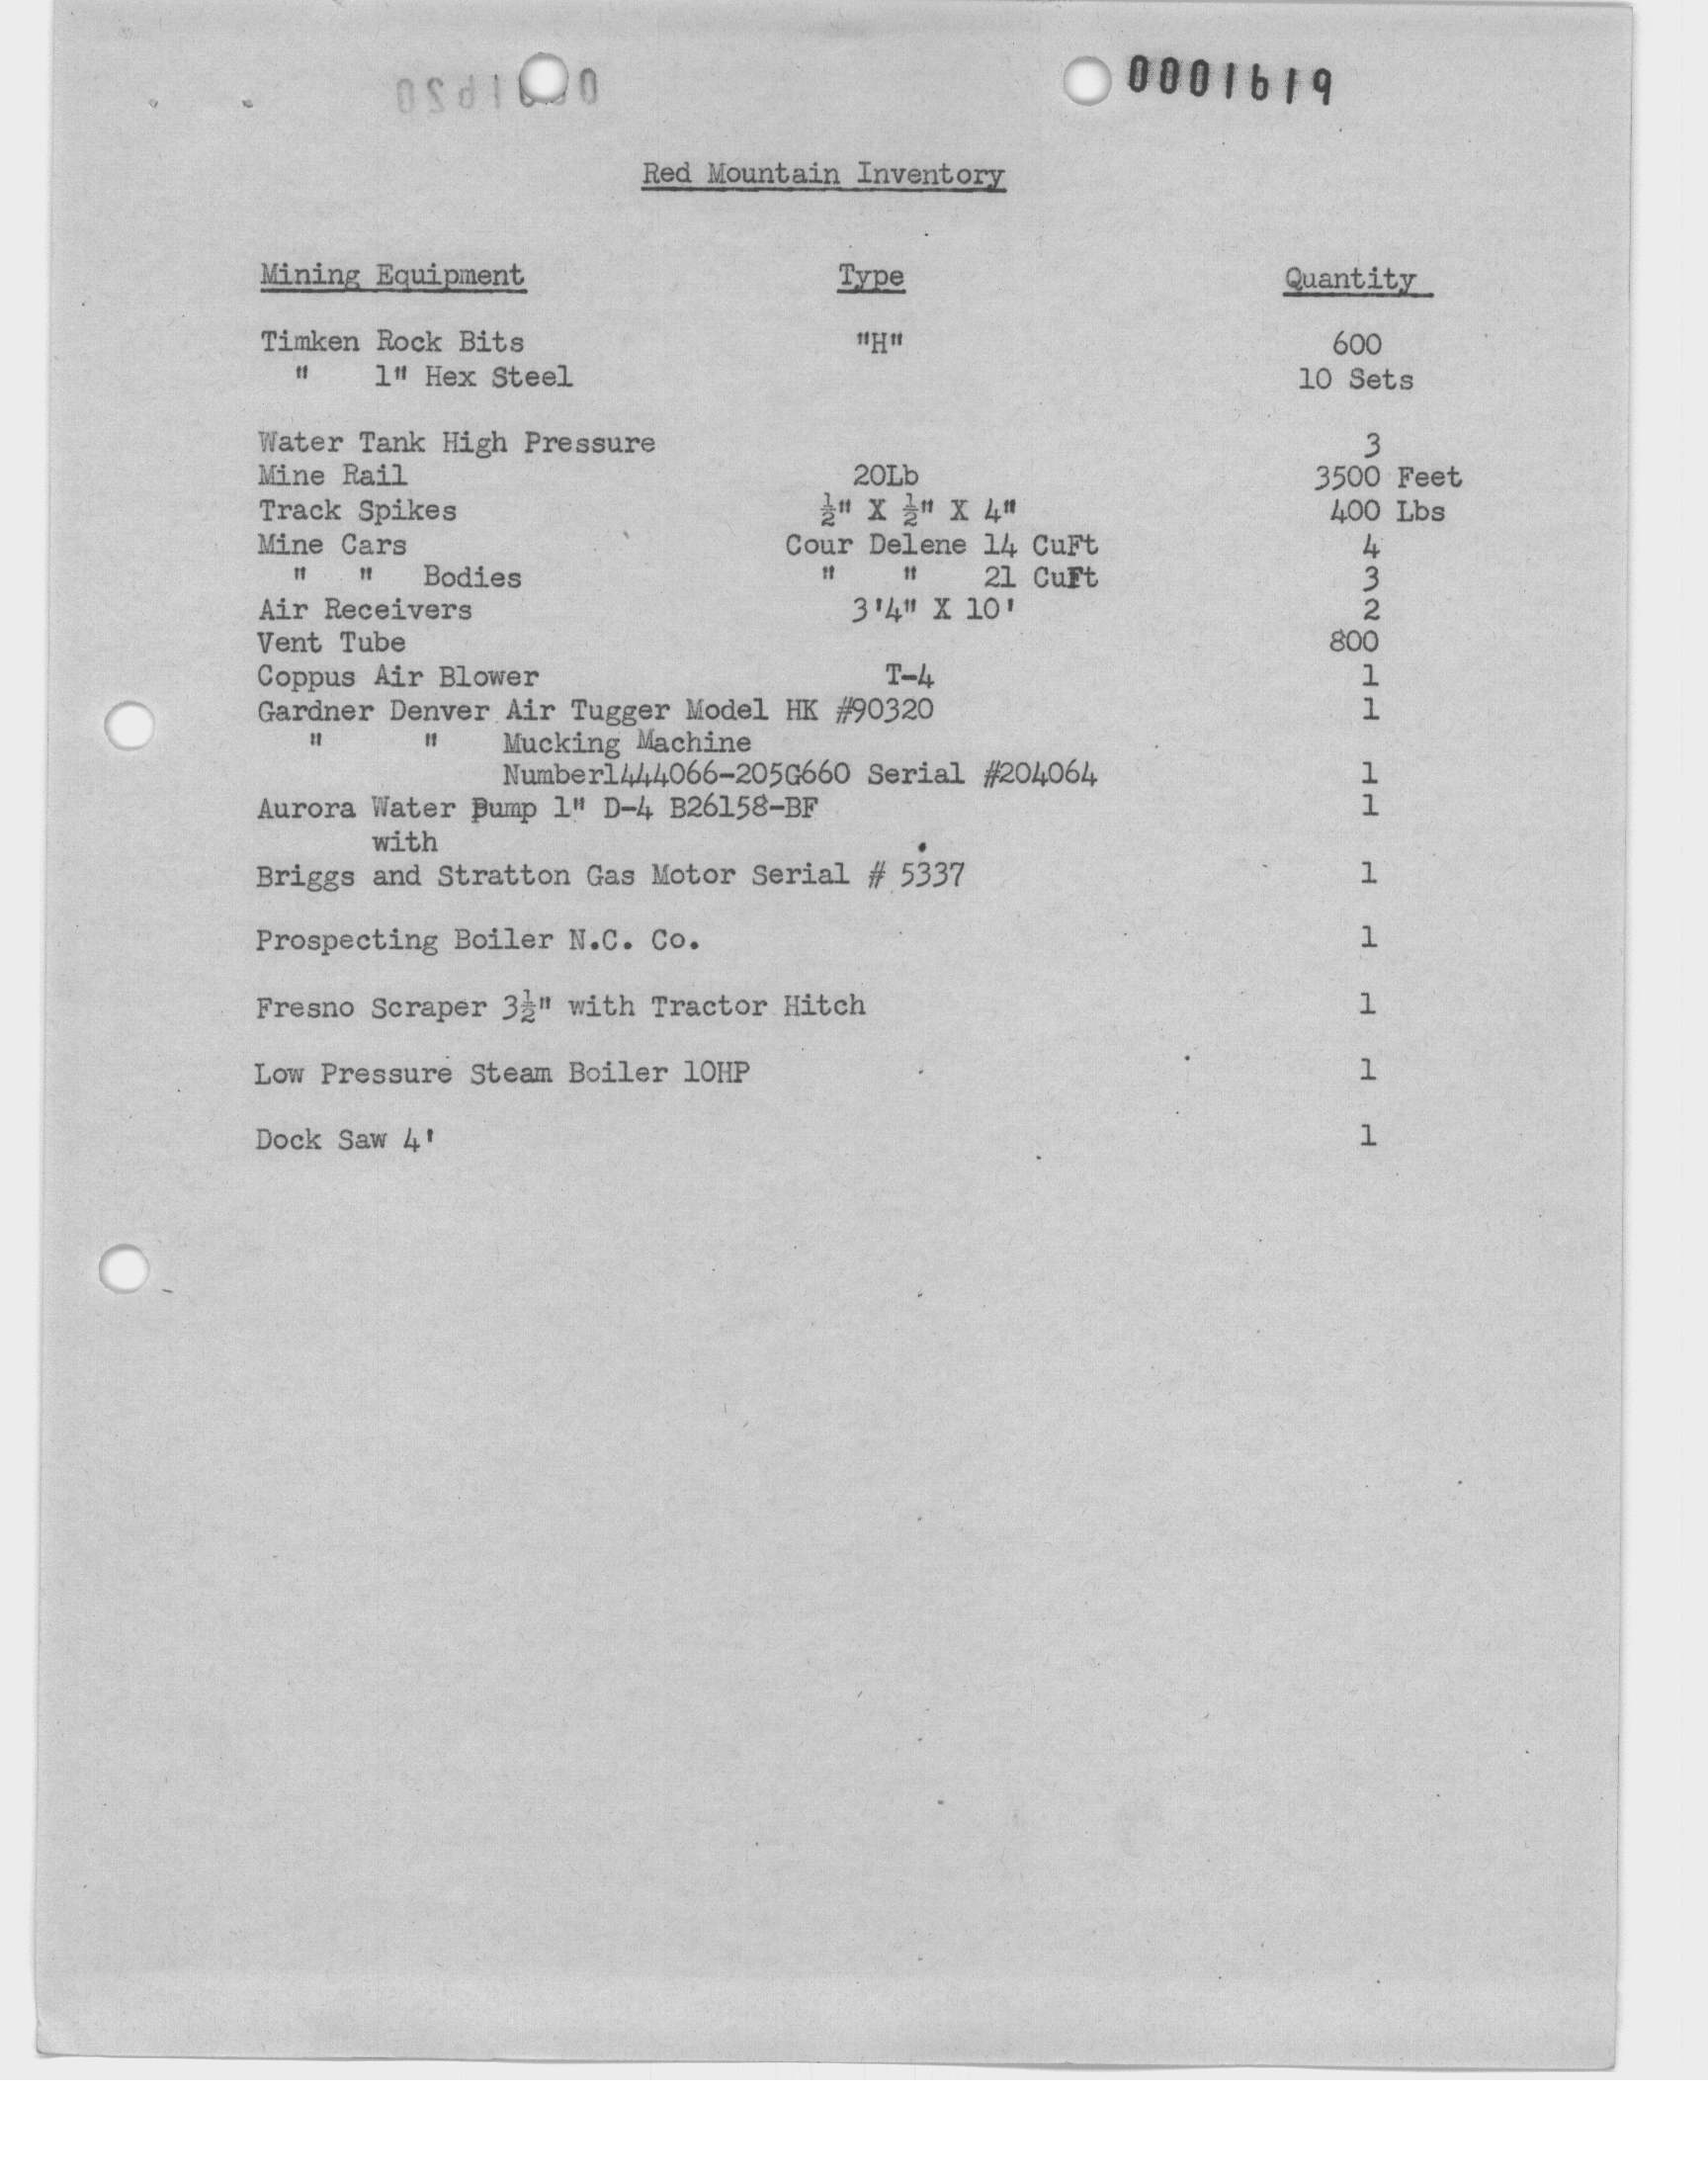 0001619
Red Mountain Inventory
Mining Equipment Type Quantity
Timken Rock Bits "H" 600
" 1" Hex Steel 10 Sets
Water Tank High Pressure 3
Mine Rail 20Lb 3500 Feet
Track Spikes ½" X ½" X 4" 400 Lbs
Mine Cars Cour Delene 14 CuFt 4
" " Bodies " " 21 CuFt 3
Air Receivers 3'4" X 10' 2
Vent Tube 800
Coppus Air Blower T-4 1
Gardner Denver Air Tugger Model HK #90320 1
" " Mucking Machine
Number1444066-205G660 Serial #204064 1
Aurora Water Pump 1" D-4 B26158-BF 1
with
Briggs and Stratton Gas Motor Serial # 5337 1
Prospecting Boiler N.C. Co. 1
Fresno Scraper 3½" with Tractor Hitch 1
Low Pressure Steam Boiler 10HP 1
Dock Saw 4' 1